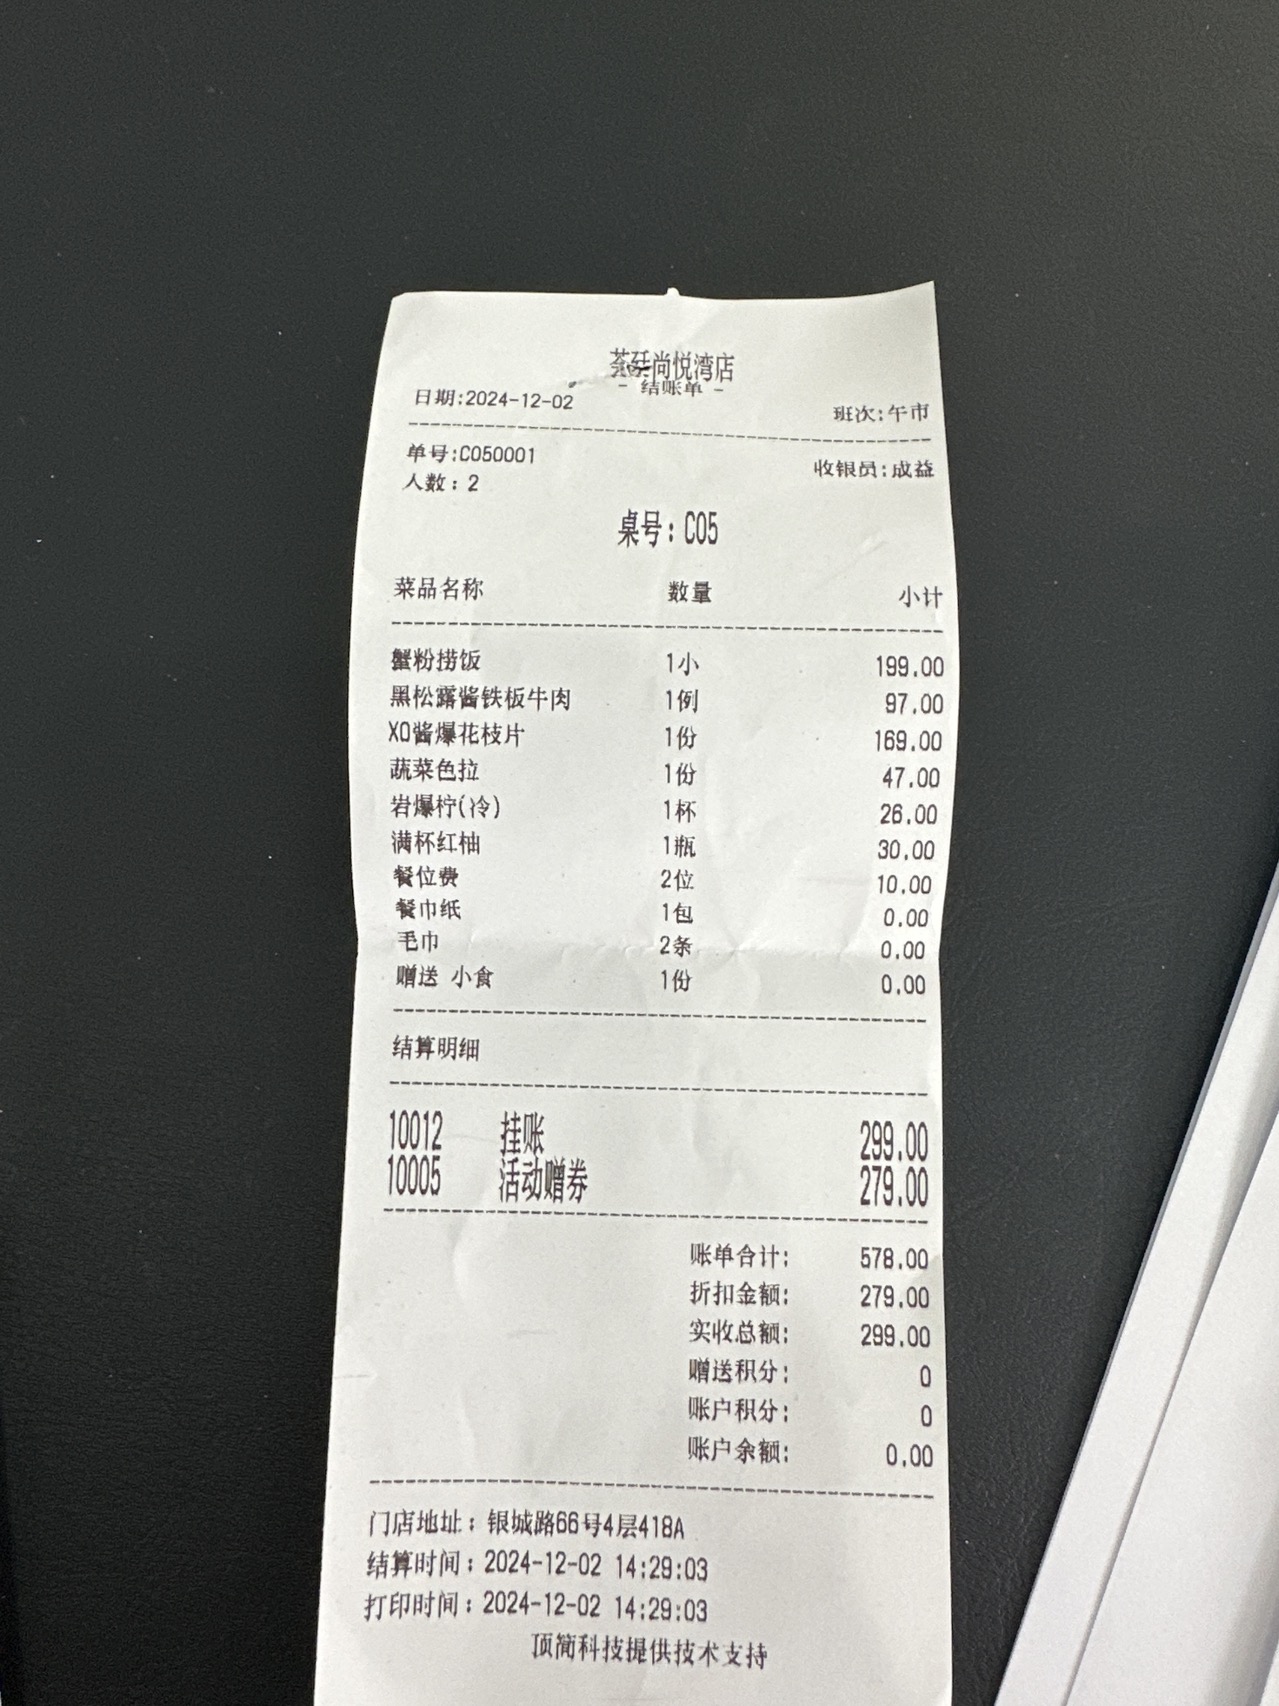 荟廷尚悦湾店
- 结账单 -
日期:2024-12-02 班次:午市
单号:C050001 收银员:成益
人数: 2
桌号: C05
菜品名称 数量 小计
蟹粉捞饭 1小 199.00
黑松露酱铁板牛肉 1例 97.00
XO酱爆花枝片 1份 169.00
蔬菜色拉 1份 47.00
岩爆柠(冷) 1杯 26.00
满杯红柚 1瓶 30.00
餐位费 2位 10.00
餐巾纸 1包 0.00
毛巾 2条 0.00
赠送 小食 1份 0.00
结算明细
10012 挂账 299.00
10005 活动赠券 279.00
账单合计: 578.00
折扣金额: 279.00
实收总额: 299.00
赠送积分: 0
账户积分: 0
账户余额: 0.00
门店地址: 银城路66号4层418A
结算时间: 2024-12-02 14:29:03
打印时间: 2024-12-02 14:29:03
顶简科技提供技术支持